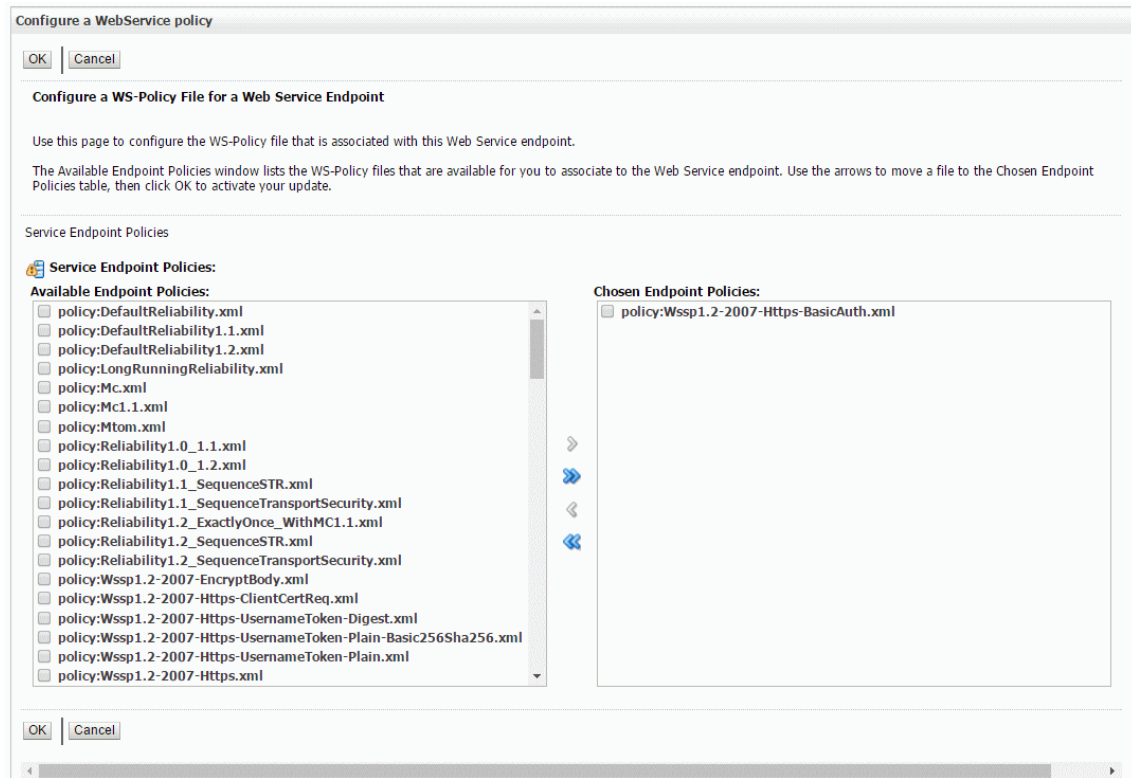 Configure a WebService policy
OK Cancel
Configure a WS-Policy File for a Web Service Endpoint
Use this page to configure the WS-Policy file that is associated with this Web Service endpoint.
The Available Endpoint Policies window lists the WS-Policy files that are available for you to associate to the Web Service endpoint. Use the arrows to move a file to the Chosen Endpoint
Policies table, then click OK to activate your update.
Service Endpoint Policies
Service Endpoint Policies:
Available Endpoint Policies:
policy:DefaultReliability.xml
policy:DefaultReliability1.1.xml
policy:DefaultReliability1.2.xml
policy:LongRunningReliability.xml
policy:Mc.xml
policy:Mc1.1.xml
policy:Mtom.xml
policy:Reliability1.0_1.1.xml
policy:Reliability1.0_1.2.xml
policy:Reliability1.1_SequenceSTR.xml
policy:Reliability1.1_SequenceTransportSecurity.xml
policy:Reliability1.2_ExactlyOnce_WithMC1.1.xml
policy:Reliability1.2_SequenceSTR.xml
policy:Reliability1.2_SequenceTransportSecurity.xml
policy:Wssp1.2-2007-EncryptBody.xml
policy:Wssp1.2-2007-Https-ClientCertReq.xml
policy:Wssp1.2-2007-Https-UsernameToken-Digest.xml
policy:Wssp1.2-2007-Https-UsernameToken-Plain-Basic256Sha256.xml
policy:Wssp1.2-2007-Https-UsernameToken-Plain.xml
policy:Wssp1.2-2007-Https.xml
Chosen Endpoint Policies:
policy:Wssp1.2-2007-Https-BasicAuth.xml
OK Cancel